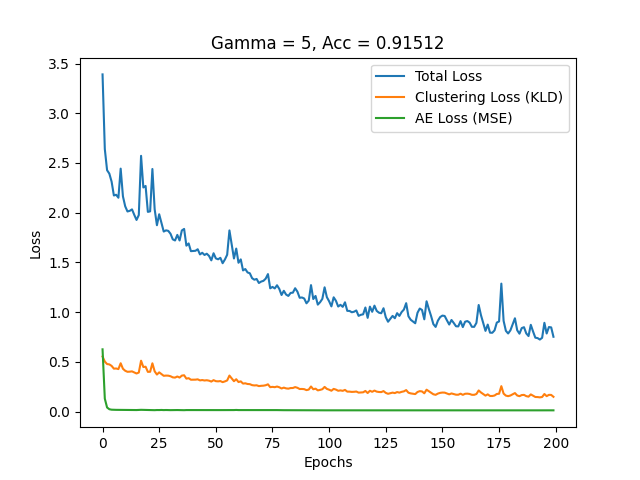 Gamma = 5, Acc = 0.91512
Total Loss
Clustering Loss (KLD)
AE Loss (MSE)
Loss
3.5
3.0
2.5
2.0
1.5
1.0
0.5
0.0
0 25 50 75 100 125 150 175 200
Epochs